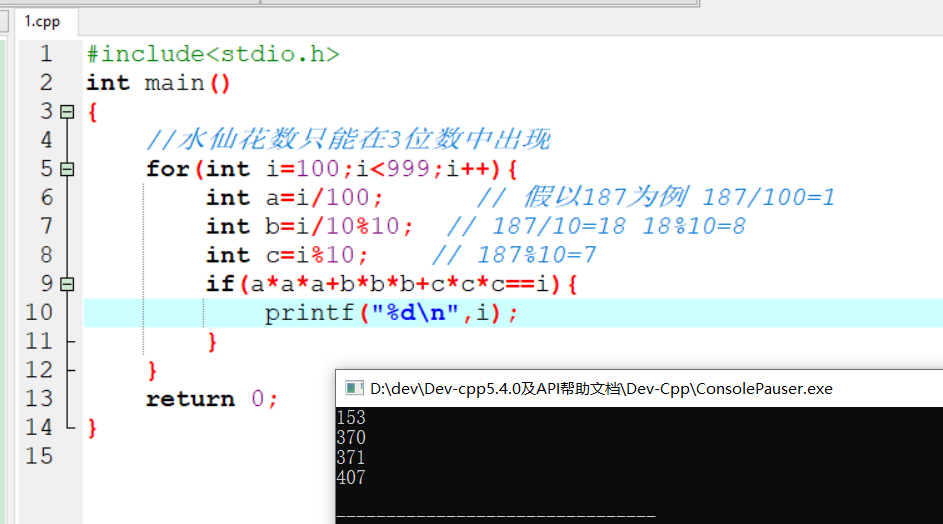 1.cpp
1 #include<stdio.h>
2 int main()
3 {
4 //水仙花数只能在3位数中出现
5 for(int i=100;i<999;i++){
6 int a=i/100; // 假以187为例 187/100=1
7 int b=i/10%10; // 187/10=18 18%10=8
8 int c=i%10; // 187%10=7
9 if(a*a*a+b*b*b+c*c*c==i){
10 printf("%d\n",i);
11 }
12 }
13 return 0;
14 }
15
D:\dev\Dev-cpp5.4.0及API帮助文档\Dev-Cpp\ConsolePauser.exe
153
370
371
407
--------------------------------